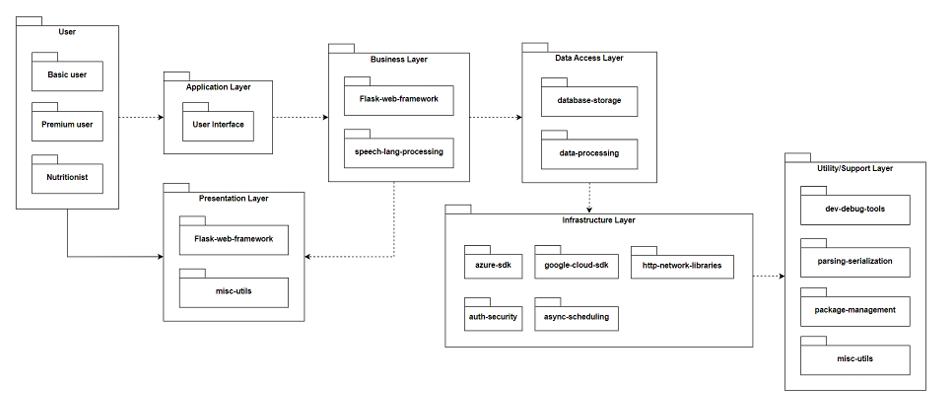 User
Basic user
Premium user
Nutritionist
Application Layer
User Interface
Presentation Layer
Flask-web-framework
misc-utils
Business Layer
Flask-web-framework
speech-lang-processing
Data Access Layer
database-storage
data-processing
Infrastructure Layer
azure-sdk
google-cloud-sdk
http-network-libraries
auth-security
async-scheduling
Utility/Support Layer
dev-debug-tools
parsing-serialization
package-management
misc-utils